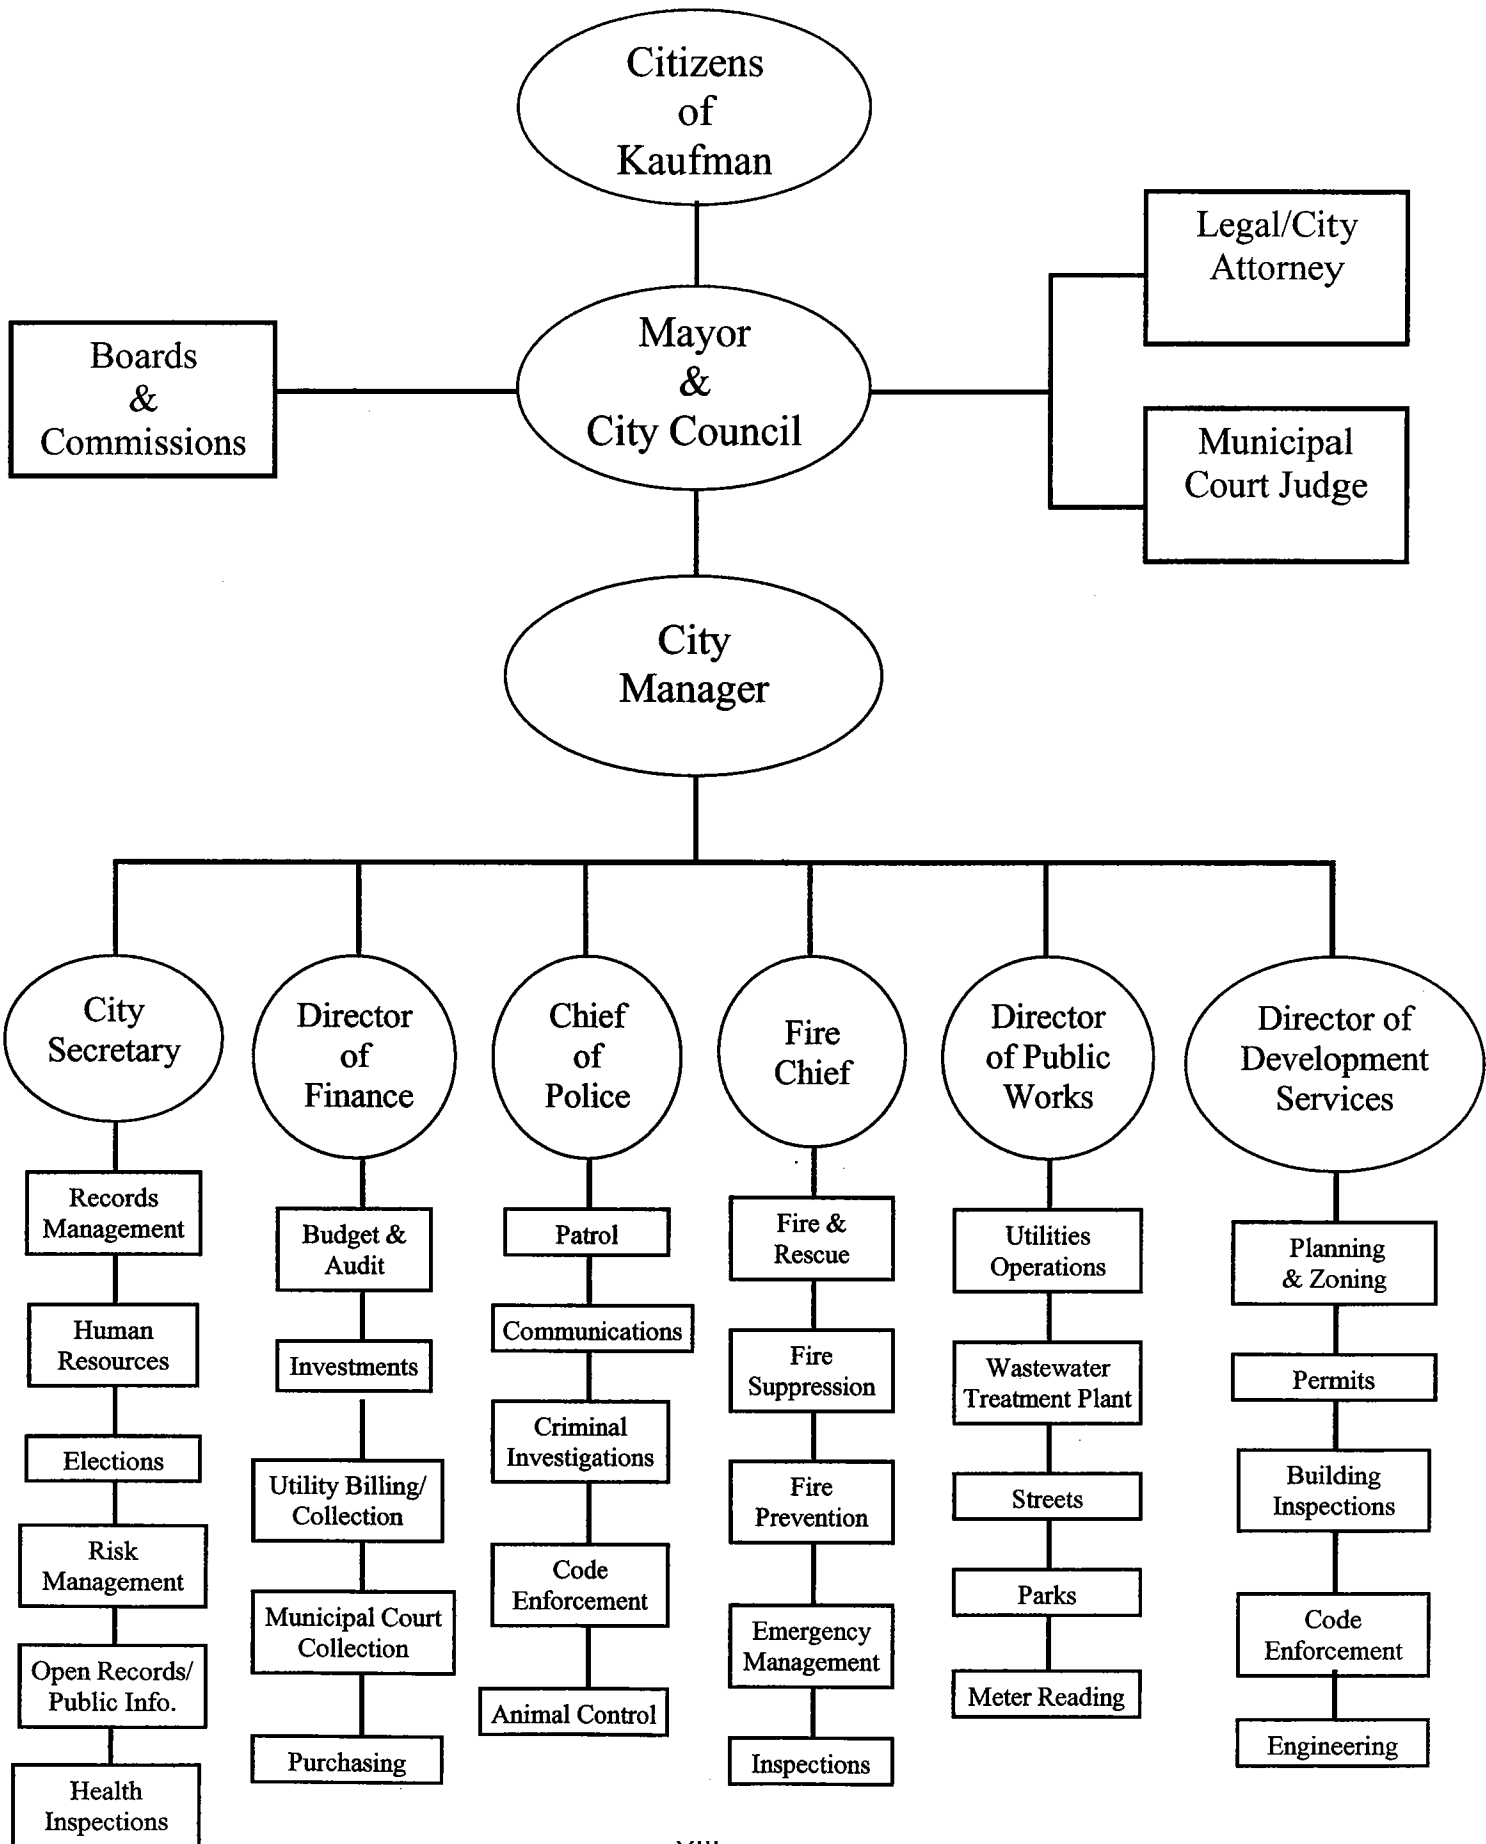 Citizens
of
Kaufman
Legal/City
Attorney
Boards
&
Commissions
Mayor
&
City Council
Municipal
Court Judge
City
Manager
City
Secretary
Records
Management
Human
Resources
Elections
Risk
Management
Open Records/
Public Info.
Health
Inspections
Director
of
Finance
Budget &
Audit
Investments
Utility Billing/
Collection
Municipal Court
Collection
Purchasing
Chief
of
Police
Patrol
Communications
Criminal
Investigations
Code
Enforcement
Animal Control
Fire
Chief
Fire &
Rescue
Fire
Suppression
Fire
Prevention
Emergency
Management
Inspections
Director
of Public
Works
Utilities
Operations
Wastewater
Treatment Plant
Streets
Parks
Meter Reading
Director of
Development
Services
Planning
& Zoning
Permits
Building
Inspections
Code
Enforcement
Engineering